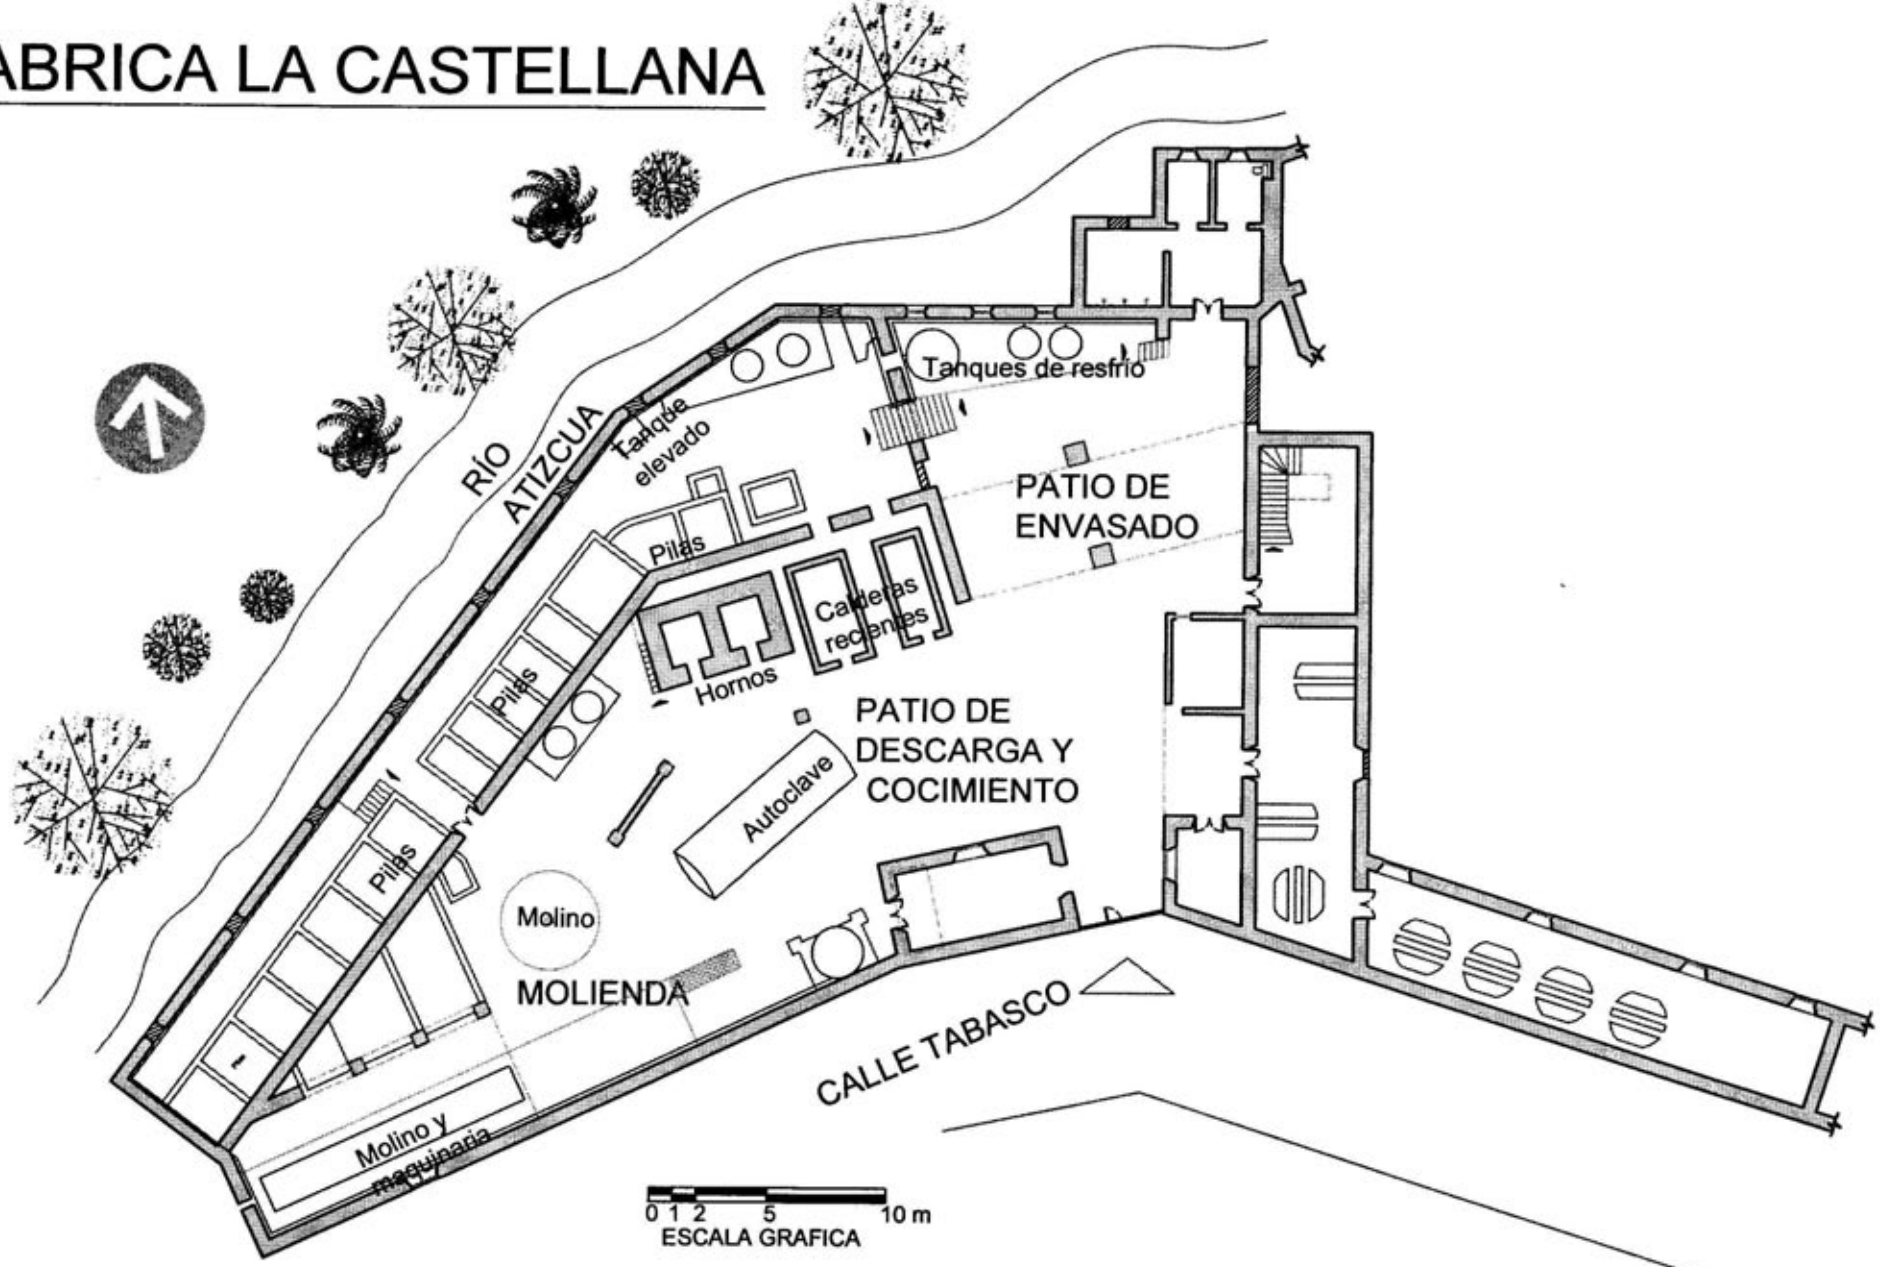 ABRICA LA CASTELLANA
RÍO
ATIZCUA
Tanque
elevado
Tanques de resfrio
PATIO DE
ENVASADO
Pilas
Calderas
recientes
Hornos
Pilas
PATIO DE
DESCARGA Y
COCIMIENTO
Autoclave
Pilas
Molino
MOLIENDA
Molino y
maquinaria
CALLE TABASCO
0 1 2 5 10 m
ESCALA GRAFICA